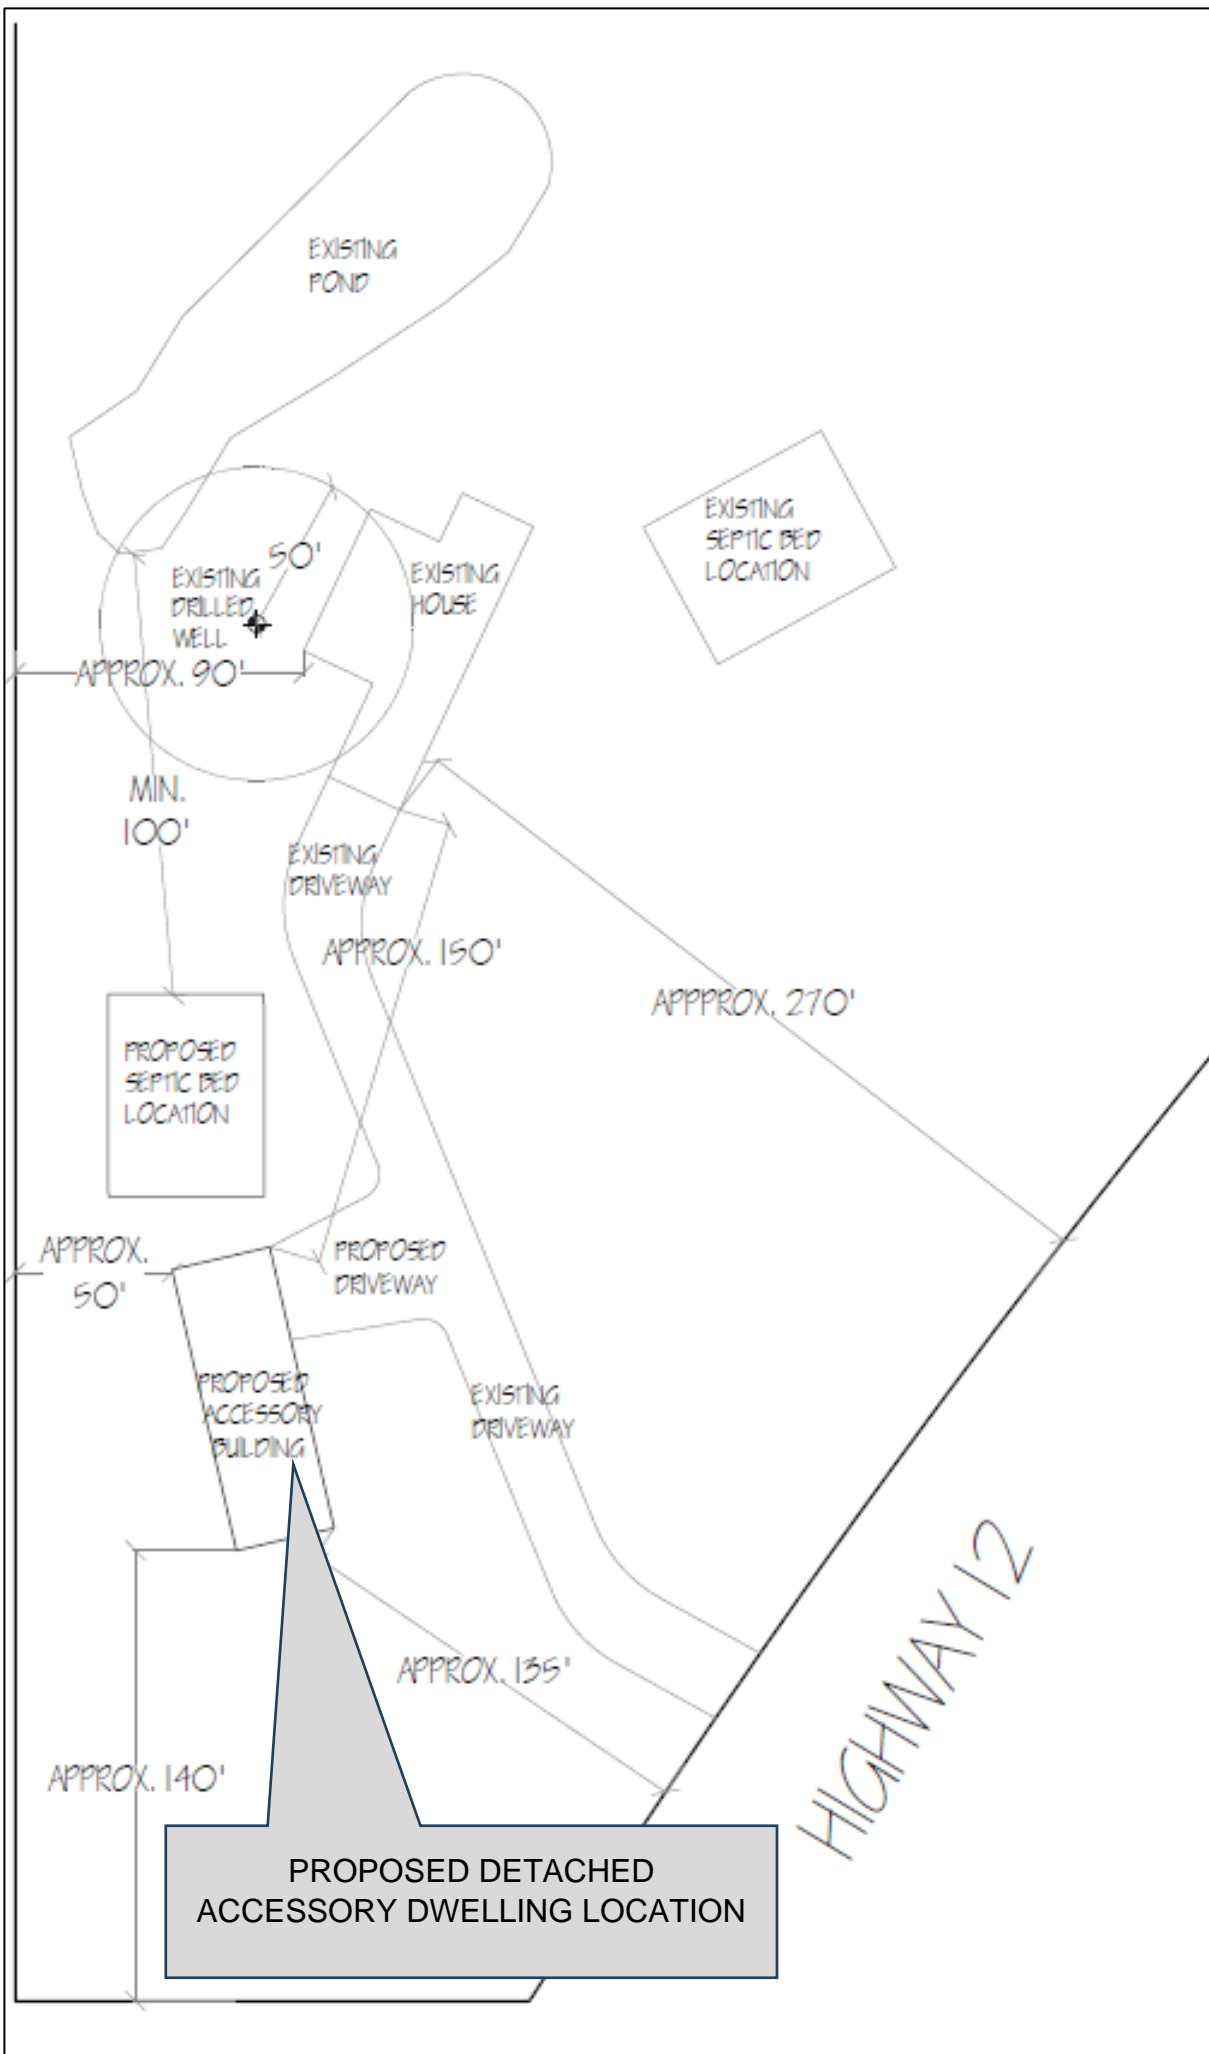 EXISTING
POND
EXISTING
SEPTIC BED
LOCATION
50'
EXISTING
DRILLED
WELL
EXISTING
HOUSE
APPROX. 90'
MIN.
100'
EXISTING
DRIVEWAY
APPROX. 150'
APPPROX. 270'
PROPOSED
SEPTIC BED
LOCATION
APPROX.
50'
PROPOSED
DRIVEWAY
PROPOSED
ACCESSORY
BUILDING
EXISTING
DRIVEWAY
HIGHWAY 12
APPROX. 135'
APPROX. 140'
PROPOSED DETACHED
ACCESSORY DWELLING LOCATION